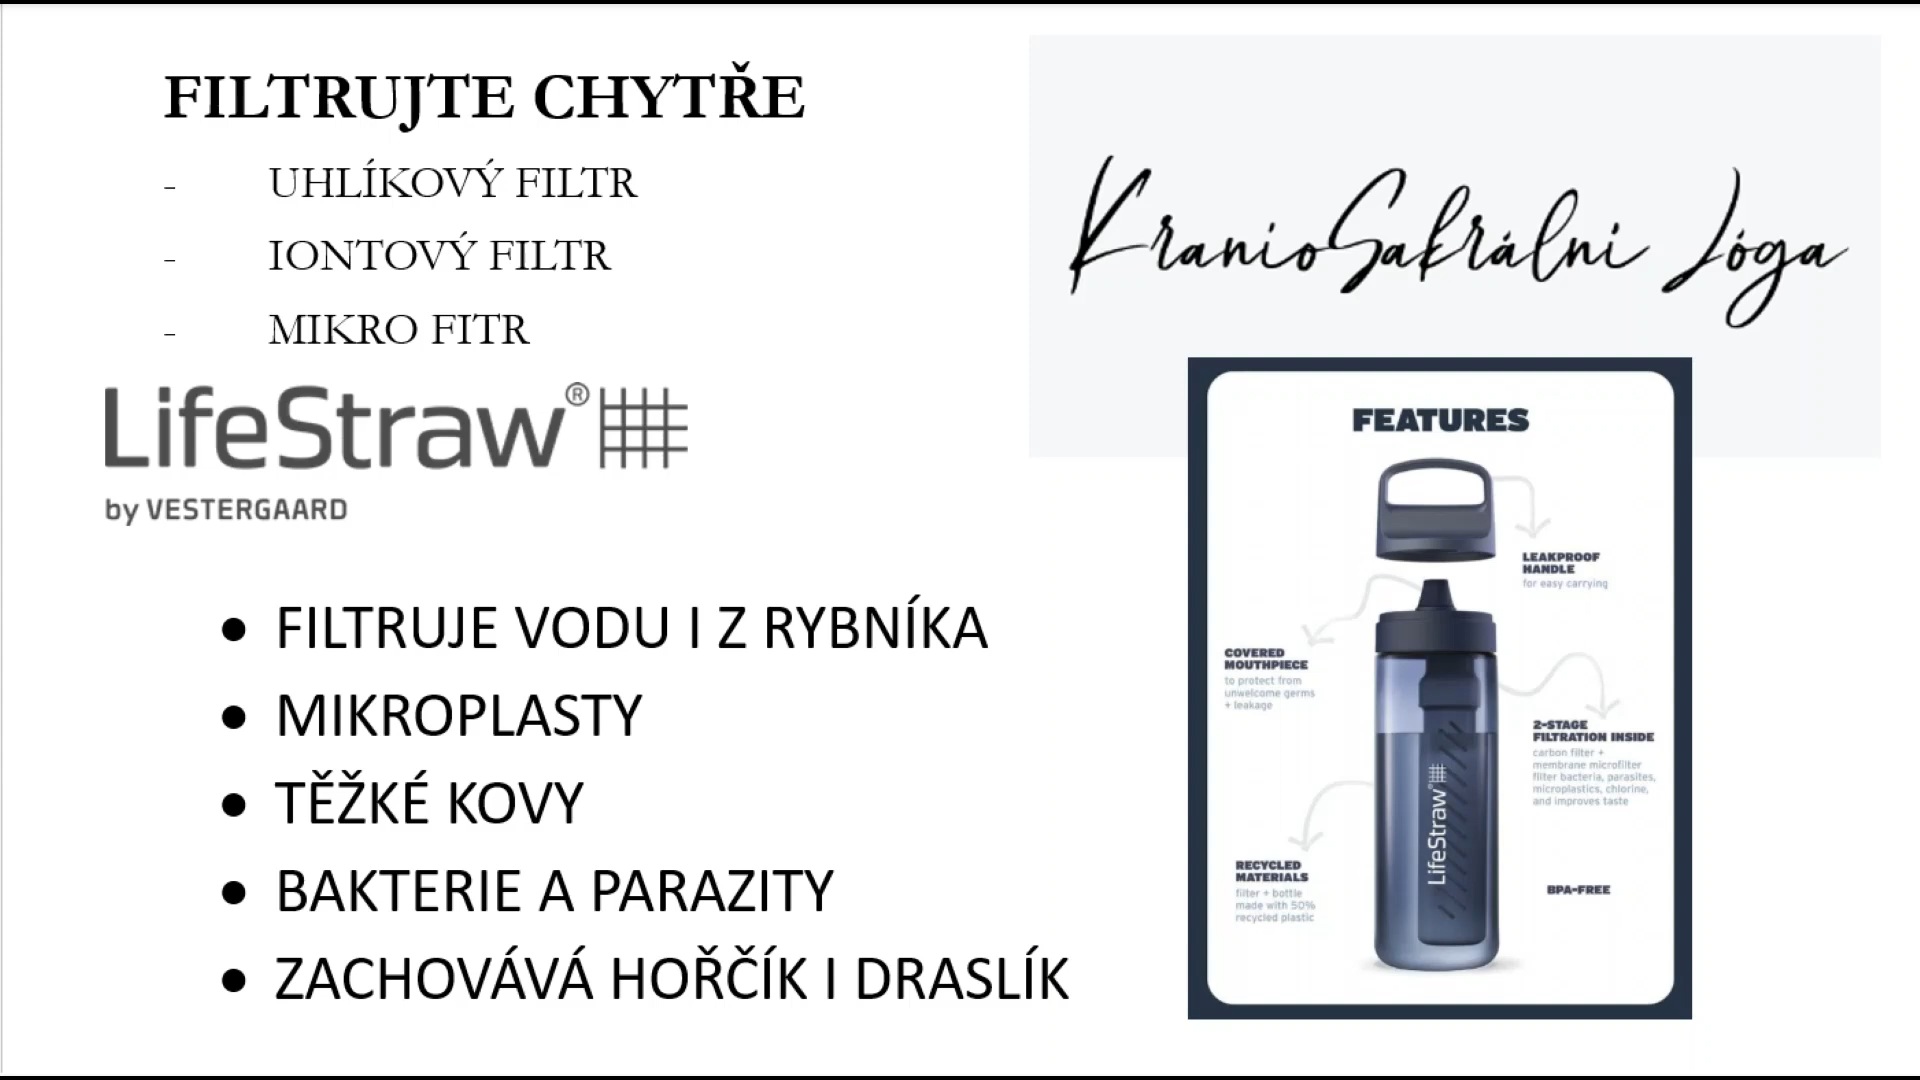 FILTRUJTE CHYTŘE
- UHLÍKOVÝ FILTR
- IONTOVÝ FILTR
- MIKRO FITR
LifeStraw®
by VESTERGAARD
• FILTRUJE VODU I Z RYBNÍKA
• MIKROPLASTY
• TĚŽKÉ KOVY
• BAKTERIE A PARAZITY
• ZACHOVÁVÁ HOŘČÍK I DRASLÍK
KranioSakrální Jóga
FEATURES
LEAKPROOF
HANDLE
for easy carrying
COVERED
MOUTHPIECE
to protect from
unwelcome germs
+ leakage
2-STAGE
FILTRATION INSIDE
carbon filter +
membrane microfilter
filter bacteria, parasites,
microplastics, chlorine,
and improves taste
LifeStraw
RECYCLED
MATERIALS
filter + bottle
made with 50%
recycled plastic
BPA-FREE